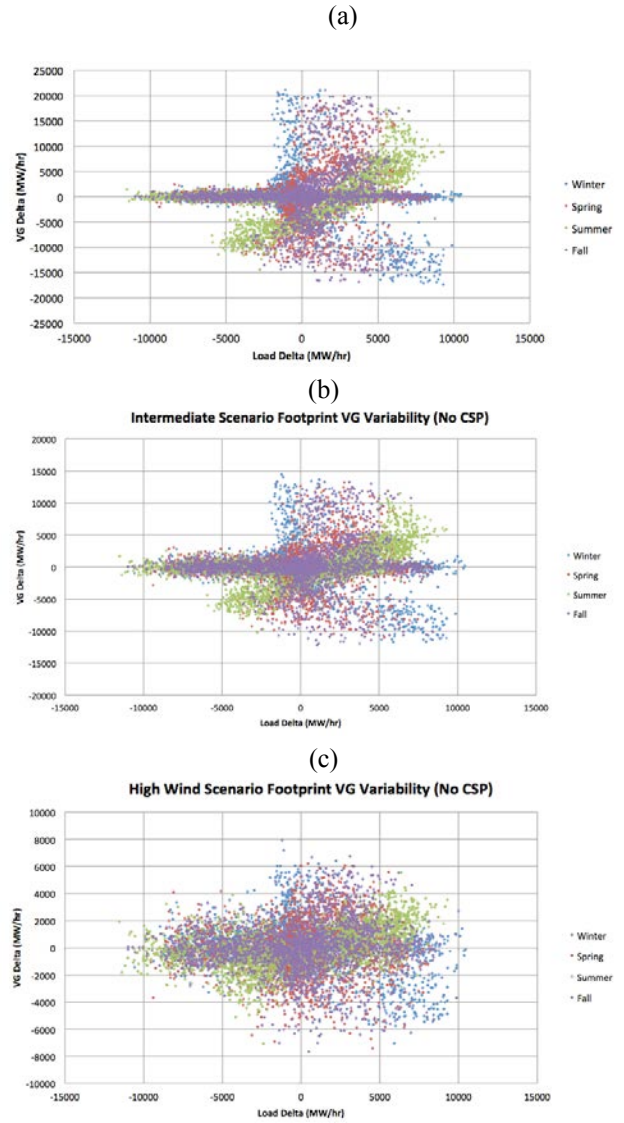 (a)
25000
20000
15000
10000
5000
0
-5000
-10000
-15000
-20000
-25000
VG Delta (MW/hr)
-15000 -10000 -5000 0 5000 10000 15000
Load Delta (MW/hr)
Winter
Spring
Summer
Fall
(b)
Intermediate Scenario Footprint VG Variability (No CSP)
20000
15000
10000
5000
0
-5000
-10000
-15000
-20000
VG Delta (MW/hr)
-15000 -10000 -5000 0 5000 10000 15000
Load Delta (MW/hr)
Winter
Spring
Summer
Fall
(c)
High Wind Scenario Footprint VG Variability (No CSP)
10000
8000
6000
4000
2000
0
-2000
-4000
-6000
-8000
-10000
VG Delta (MW/hr)
-15000 -10000 -5000 0 5000 10000 15000
Load Delta (MW/hr)
Winter
Spring
Summer
Fall